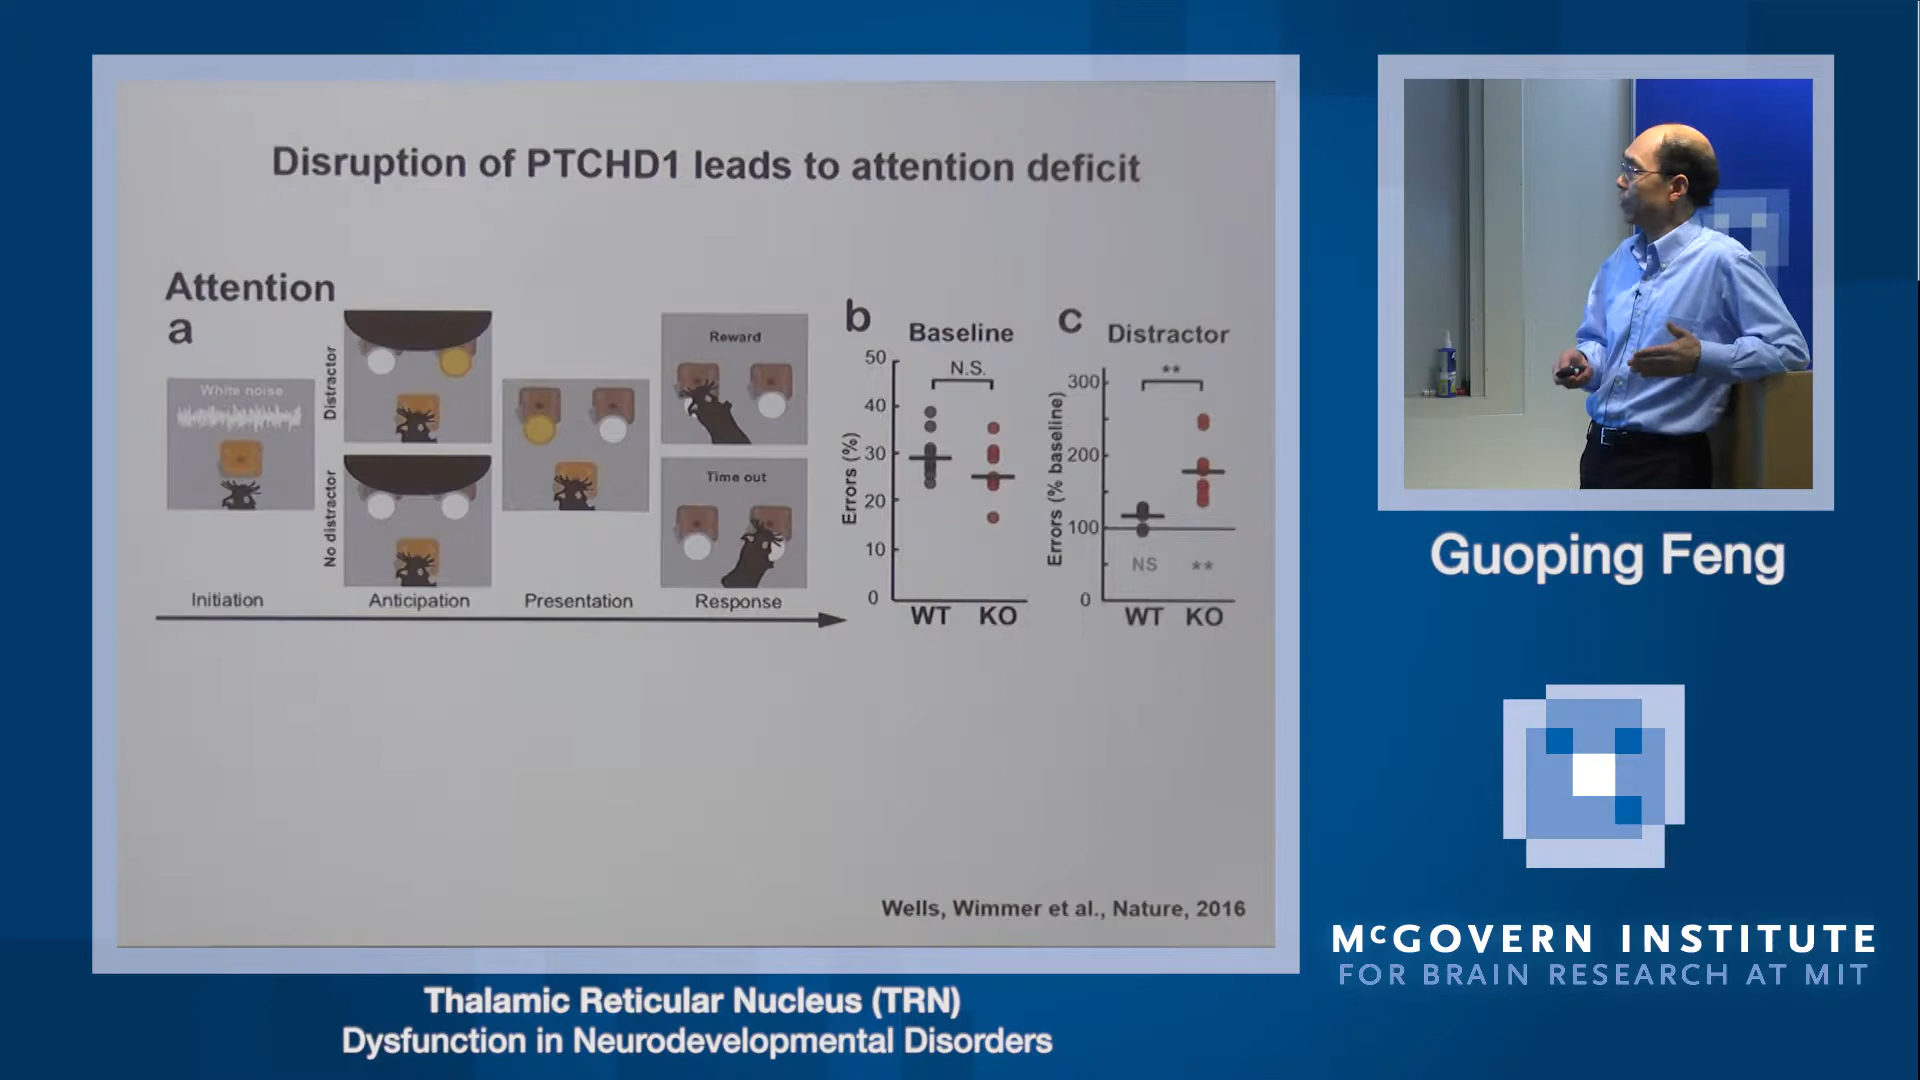 Disruption of PTCHD1 leads to attention deficit
Attention
a
White noise
Distractor
No distractor
Reward
Time out
Initiation
Anticipation
Presentation
Response
b
Baseline
N.S.
Errors (%)
50
40
30
20
10
0
WT KO
c
Distractor
**
Errors (% baseline)
300
200
100
0
NS **
WT KO
Wells, Wimmer et al., Nature, 2016
Guoping Feng
McGOVERN INSTITUTE
FOR BRAIN RESEARCH AT MIT
Thalamic Reticular Nucleus (TRN)
Dysfunction in Neurodevelopmental Disorders